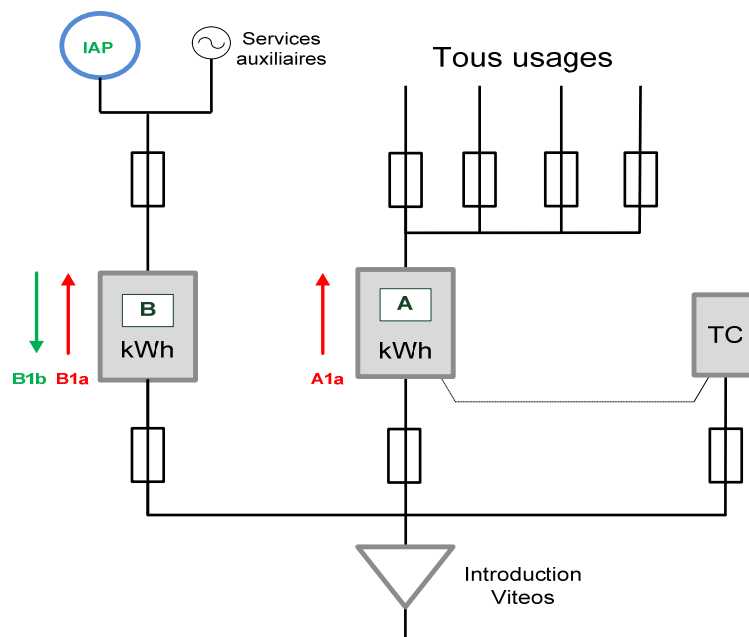 IAP
Services
auxiliaires
Tous usages
B
kWh
A
kWh
TC
B1b B1a
A1a
Introduction
Viteos